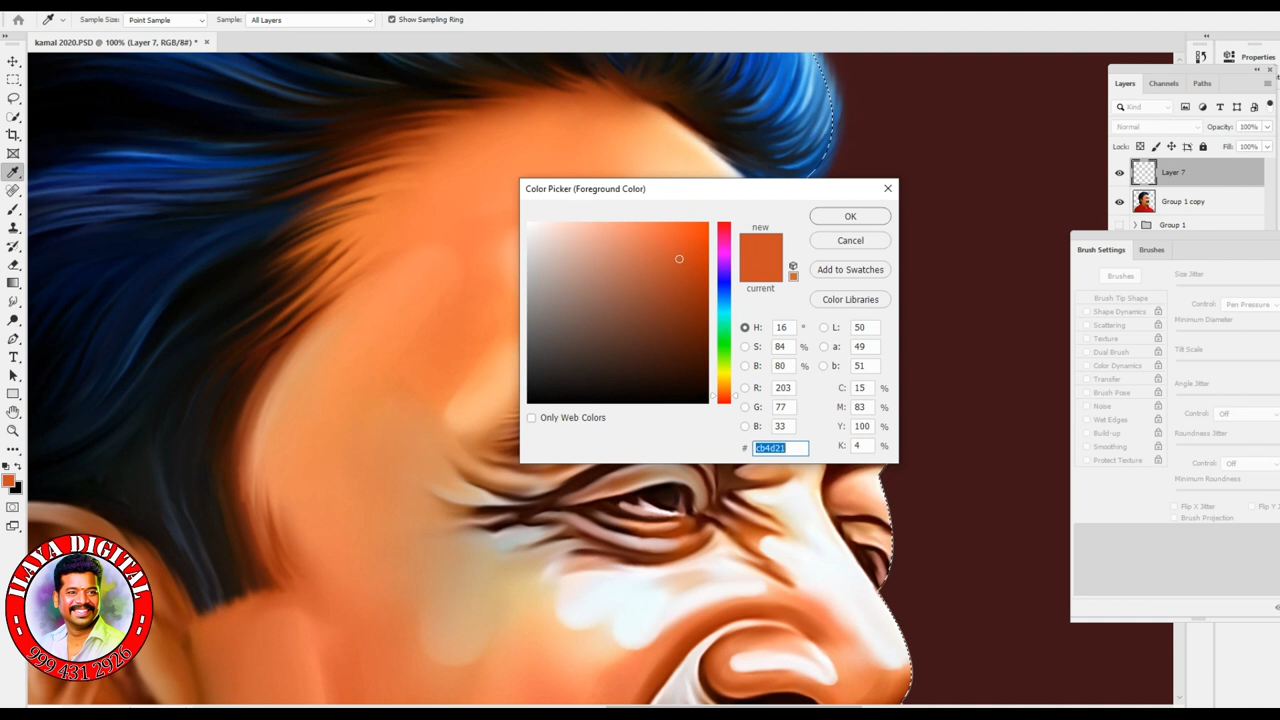 Sample Size: Point Sample Sample: All Layers Show Sampling Ring
kamal 2020.PSD @ 100% (Layer 7, RGB/8#) * ×
Properties
Layers Channels Paths
Kind
Normal Opacity: 100%
Lock: Fill: 100%
Layer 7
Group 1 copy
Group 1
Color Picker (Foreground Color)
new
current
OK
Cancel
Add to Swatches
Color Libraries
H: 16 ° L: 50
S: 84 % a: 49
B: 80 % b: 51
R: 203 C: 15 %
G: 77 M: 83 %
B: 33 Y: 100 %
# cb4d21 K: 4 %
Only Web Colors
Brush Settings Brushes
Brushes
Brush Tip Shape
Shape Dynamics
Scattering
Texture
Dual Brush
Color Dynamics
Transfer
Brush Pose
Noise
Wet Edges
Build-up
Smoothing
Protect Texture
Size Jitter
Control: Pen Pressure
Minimum Diameter
Tilt Scale
Angle Jitter
Control: Off
Roundness Jitter
Control: Off
Minimum Roundness
Flip X Jitter Flip Y
Brush Projection
ILAYA DIGITAL
999 431 2926